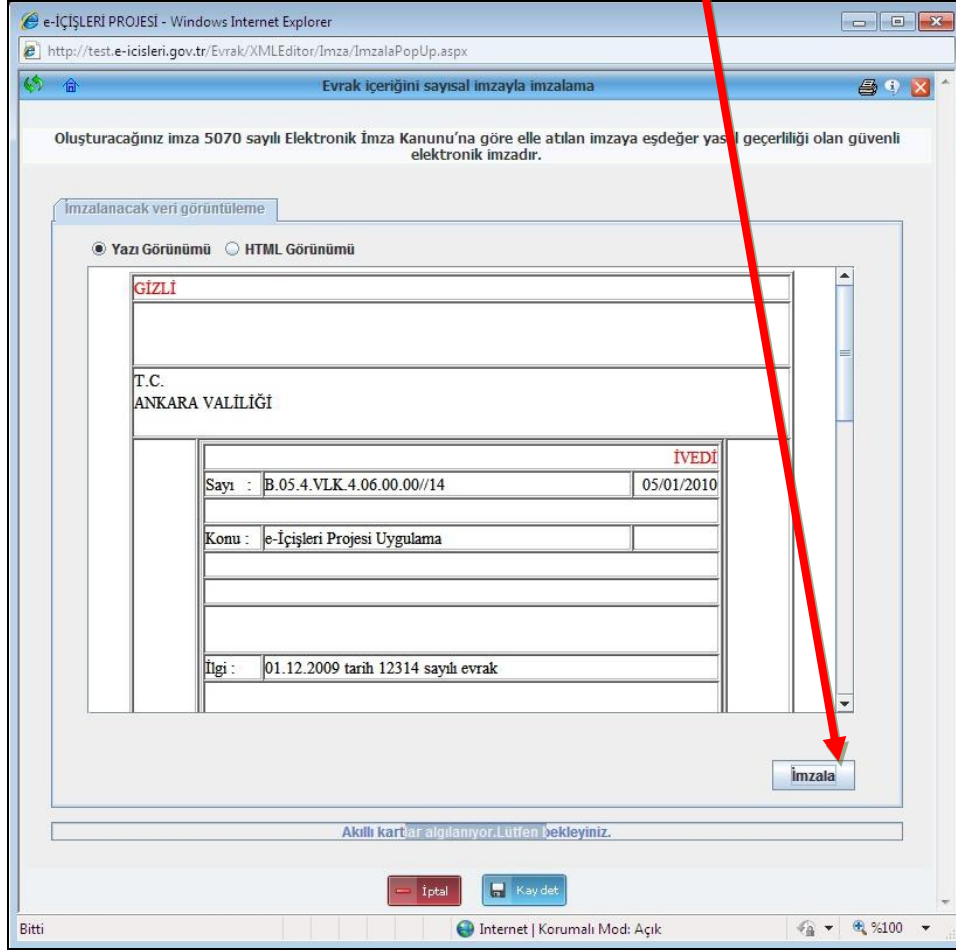 e-İÇİŞLERİ PROJESİ - Windows Internet Explorer
http://test.e-icisleri.gov.tr/Evrak/XMLEditor/Imza/ImzalaPopUp.aspx
Evrak içeriğini sayısal imzayla imzalama
Oluşturacağınız imza 5070 sayılı Elektronik İmza Kanunu'na göre elle atılan imzaya eşdeğer geçerliliği olan güvenli
elektronik imzadır.
İmzalanacak veri görüntüleme
Yazı Görünümü HTML Görünümü
GİZLİ
T.C.
ANKARA VALİLİĞİ
İVEDİ
Sayı : B.05.4.VLK.4.06.00.00//14 05/01/2010
Konu : e-İçişleri Projesi Uygulama
İlgi : 01.12.2009 tarih 12314 sayılı evrak
İmzala
Akıllı kartlar algılanıyor.Lütfen bekleyiniz.
İptal Kaydet
Bitti Internet | Korumalı Mod: Açık %100